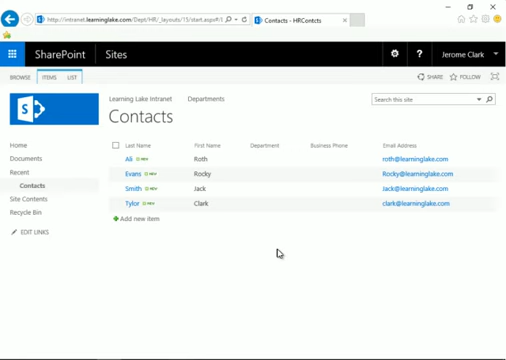 http://intranet.learninglake.com/Dept/HR/_layouts/15/start.aspx#/L
Contacts - HRContcts
SharePoint Sites Jerome Clark
BROWSE ITEMS LIST SHARE FOLLOW
Learning Lake Intranet Departments
Contacts
Search this site
Home
Documents
Recent
Contacts
Site Contents
Recycle Bin
EDIT LINKS
Last Name First Name Department Business Phone Email Address
Ali NEW Roth roth@learninglake.com
Evans NEW Rocky Rocky@learninglake.com
Smith NEW Jack Jack@learninglake.com
Tylor NEW Clark clark@learninglake.com
Add new item